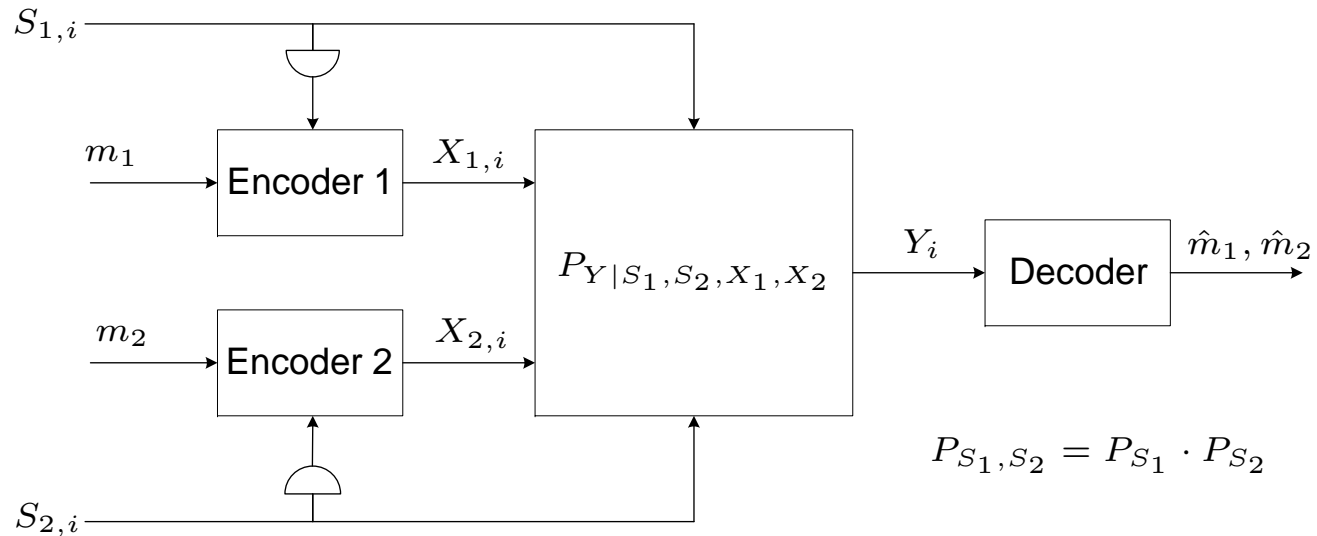 S_{1,i}
m_1
Encoder 1
X_{1,i}
P_{Y|S_1,S_2,X_1,X_2}
Y_i
Decoder
\hat{m}_1, \hat{m}_2
m_2
Encoder 2
X_{2,i}
P_{S_1,S_2} = P_{S_1} \cdot P_{S_2}
S_{2,i}